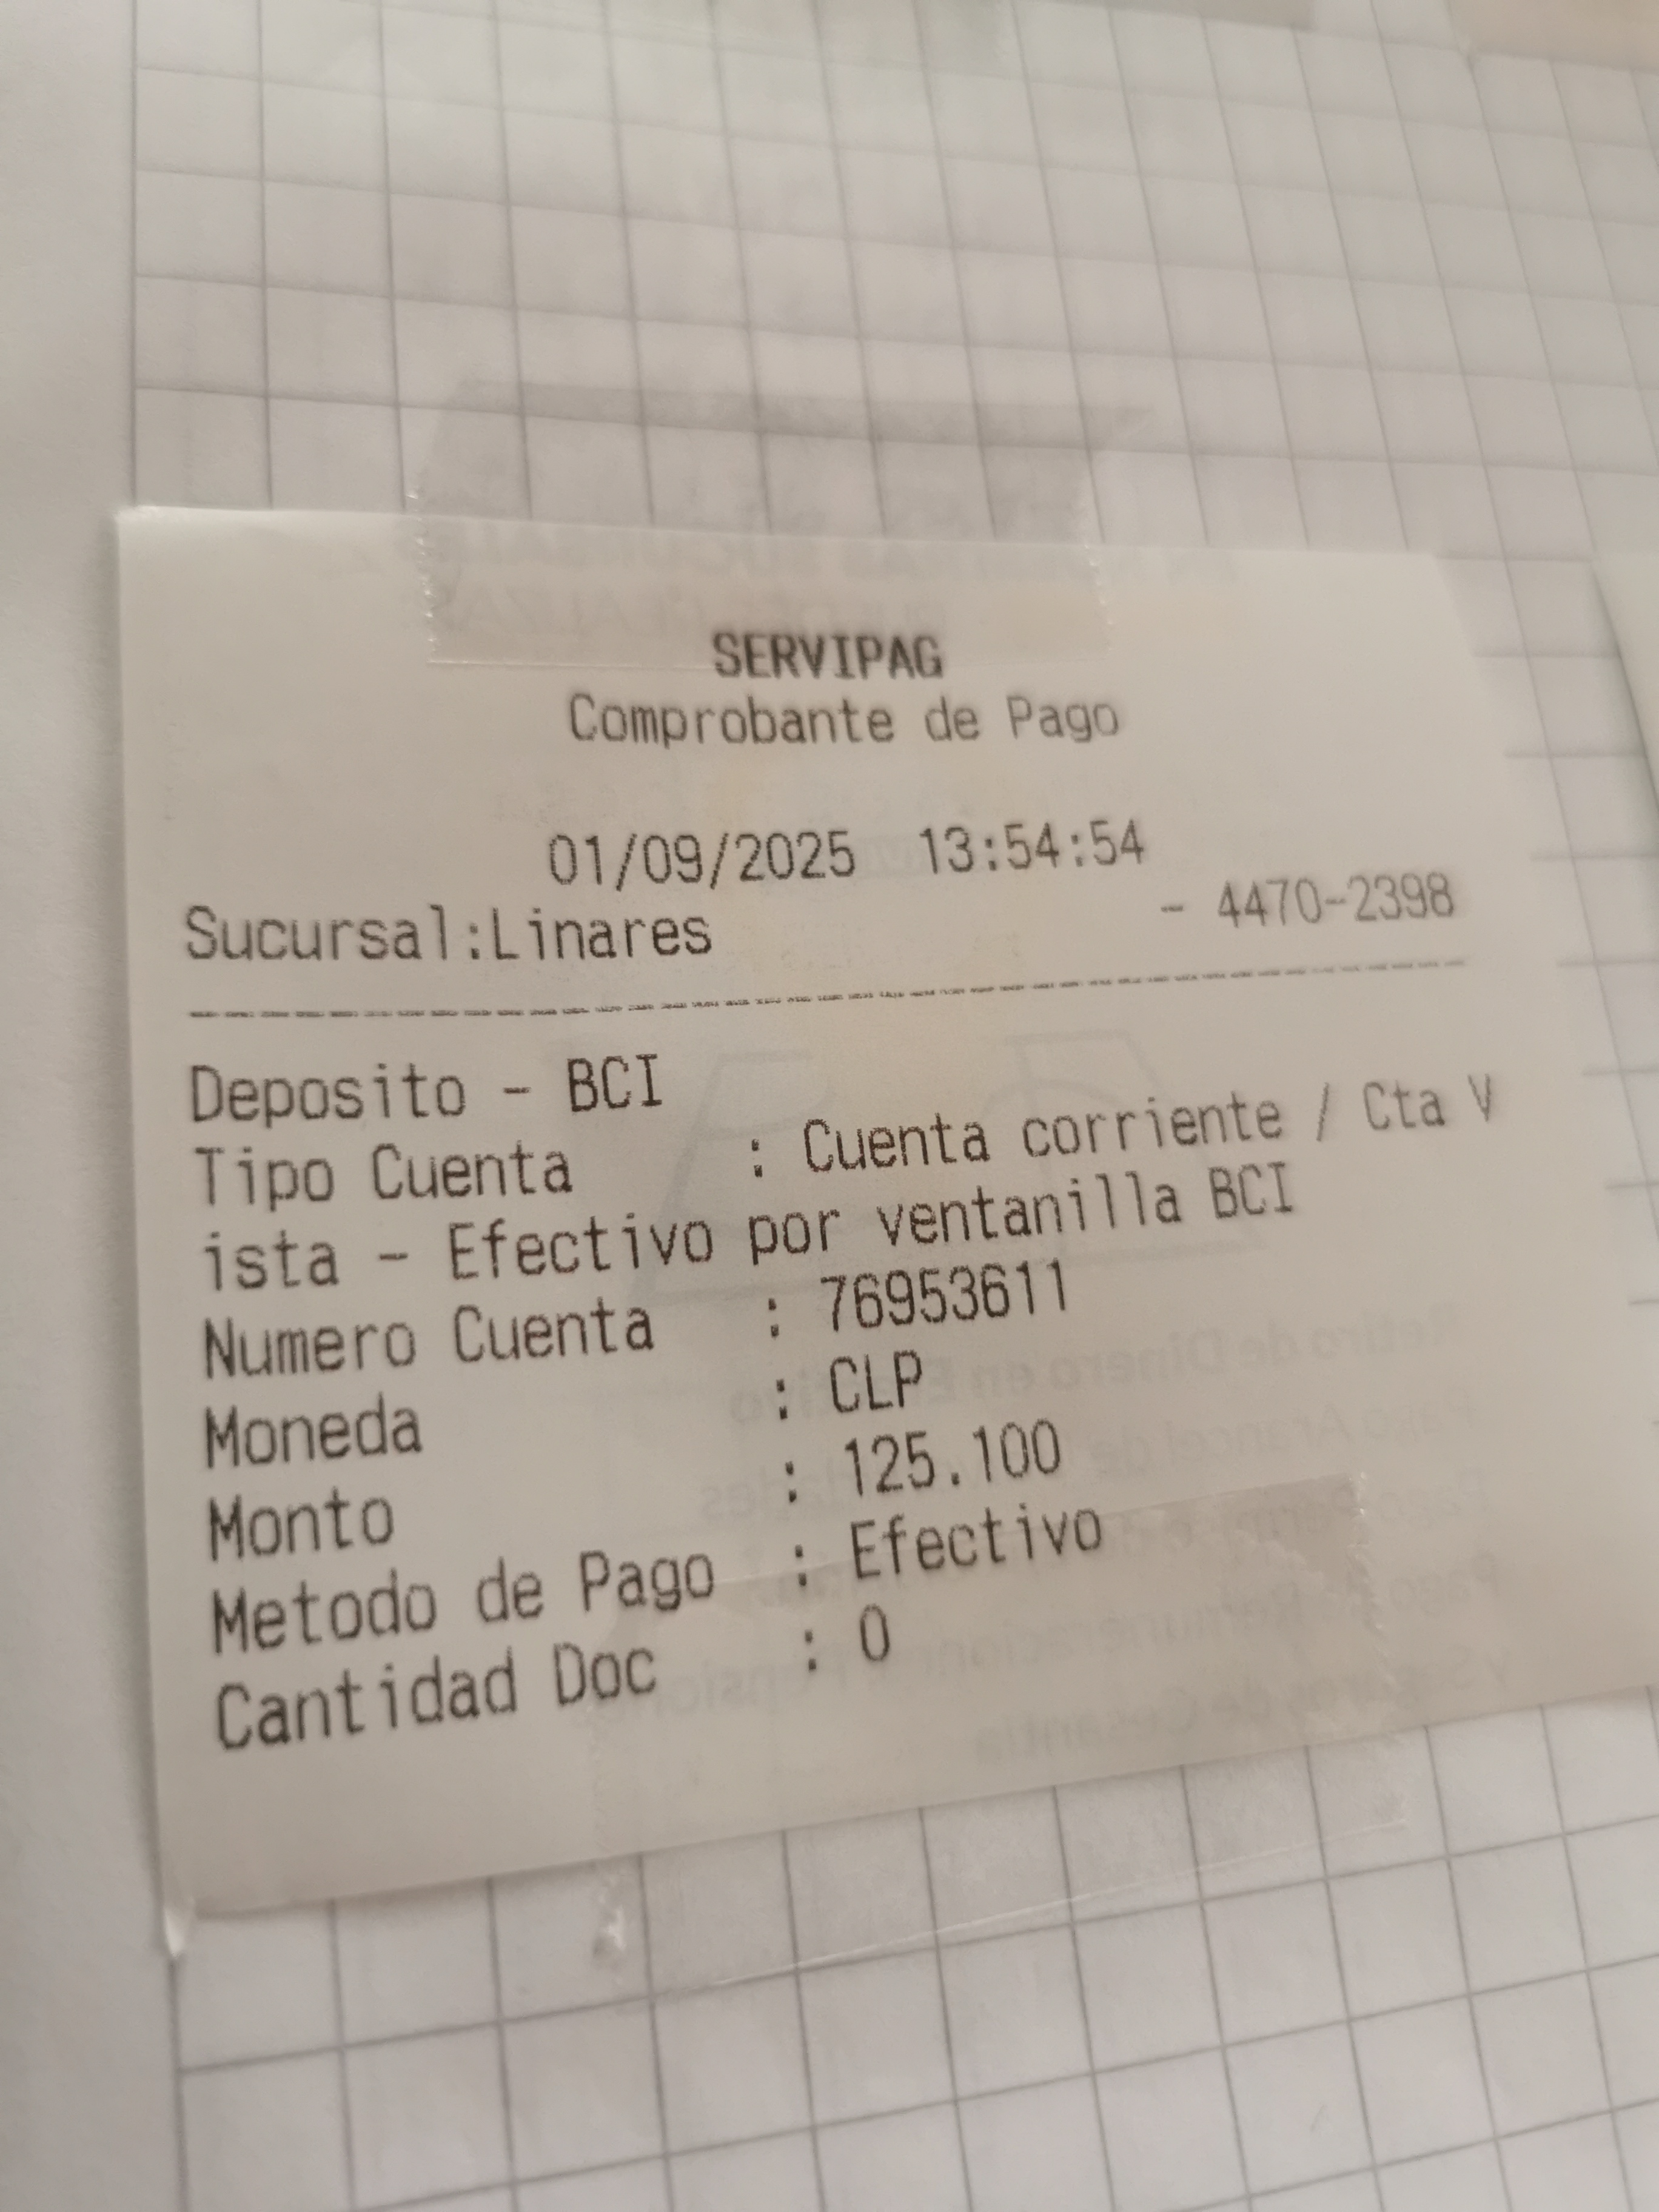 SERVIPAG
Comprobante de Pago
01/09/2025 13:54:54
Sucursal:Linares - 4470-2398
Deposito - BCI
Tipo Cuenta : Cuenta corriente / Cta V
ista - Efectivo por ventanilla BCI
Numero Cuenta : 76953611
Moneda : CLP
Monto : 125.100
Metodo de Pago : Efectivo
Cantidad Doc : 0